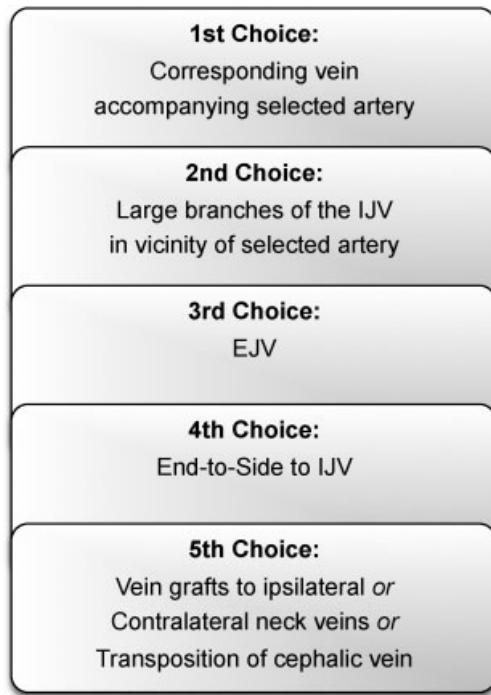 1st Choice:
Corresponding vein
accompanying selected artery
2nd Choice:
Large branches of the IJV
in vicinity of selected artery
3rd Choice:
EJV
4th Choice:
End-to-Side to IJV
5th Choice:
Vein grafts to ipsilateral or
Contralateral neck veins or
Transposition of cephalic vein